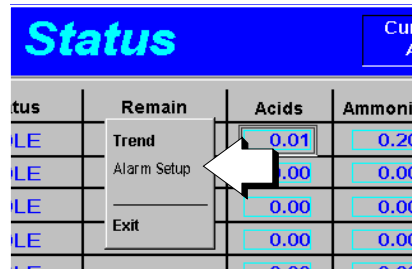 Status
Cur
A
tus Remain Acids Ammoni
LE Trend 0.01 0.20
LE Alarm Setup .00 0.00
LE 0.00 0.00
LE Exit 0.00 0.00